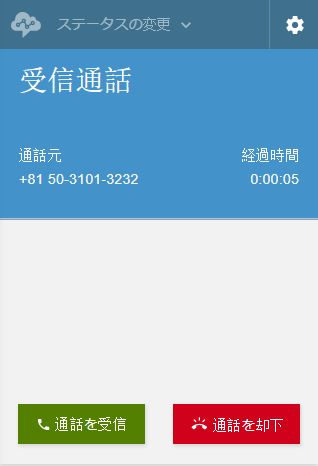 ステータスの変更
受信通話
通話元 経過時間
+81 50-3101-3232 0:00:05
通話を受信 通話を却下